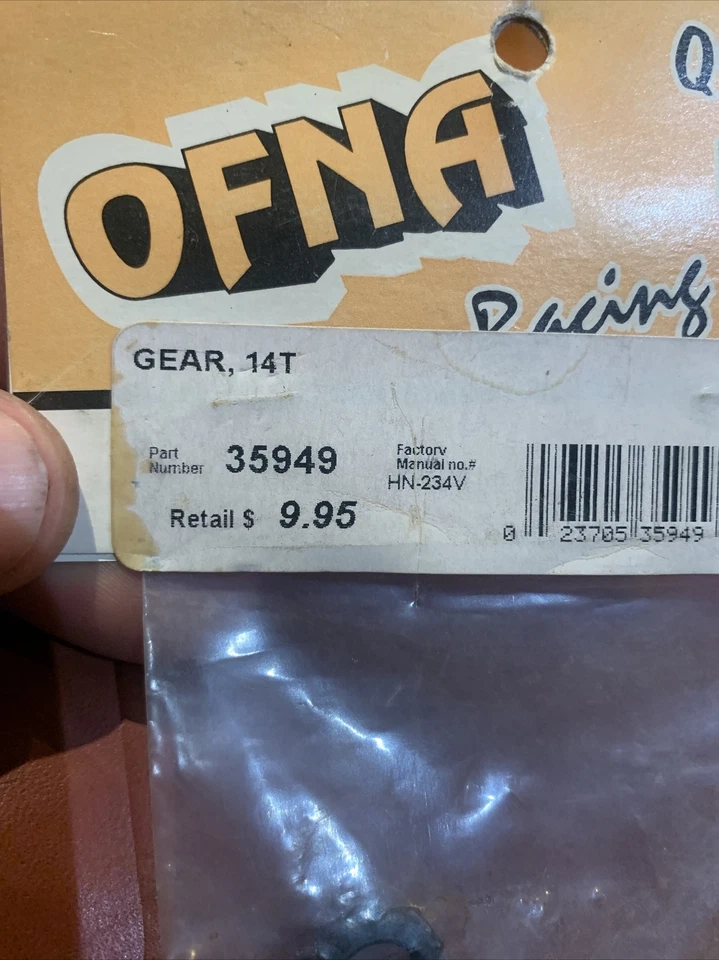 OFNA
Q
Racing
GEAR, 14T
Part Number 35949
Factory Manual no.#
HN-234V
Retail $ 9.95
0 23705 35949